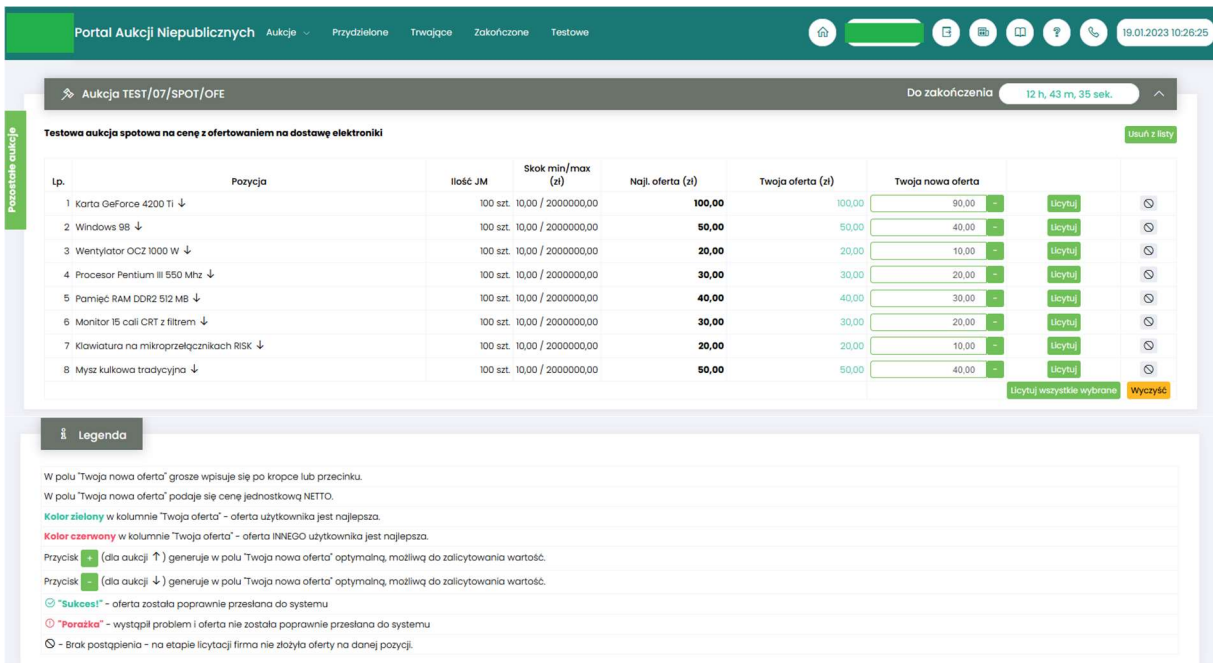 Portal Aukcji Niepublicznych Aukcje Przydzielone Trwające Zakończone Testowe ? 19.01.2023 10:26:25
Aukcja TEST/07/SPOT/OFE Do zakończenia 12 h, 43 m, 35 sek.
Pozostałe aukcje
Testowa aukcja spotowa na cenę z ofertowaniem na dostawę elektroniki Usuń z listy
Lp. Pozycja Ilość JM Skok min/max (zł) Najl. oferta (zł) Twoja oferta (zł) Twoja nowa oferta
1 Karta GeForce 4200 Ti ↓ 100 szt. 10,00 / 2000000,00 100,00 100,00 90,00 - Licytuj
2 Windows 98 ↓ 100 szt. 10,00 / 2000000,00 50,00 50,00 40,00 - Licytuj
3 Wentylator OCZ 1000 W ↓ 100 szt. 10,00 / 2000000,00 20,00 20,00 10,00 - Licytuj
4 Procesor Pentium III 550 Mhz ↓ 100 szt. 10,00 / 2000000,00 30,00 30,00 20,00 - Licytuj
5 Pamięć RAM DDR2 512 MB ↓ 100 szt. 10,00 / 2000000,00 40,00 40,00 30,00 - Licytuj
6 Monitor 15 cali CRT z filtrem ↓ 100 szt. 10,00 / 2000000,00 30,00 30,00 20,00 - Licytuj
7 Klawiatura na mikroprzełącznikach RISK ↓ 100 szt. 10,00 / 2000000,00 20,00 20,00 10,00 - Licytuj
8 Mysz kulkowa tradycyjna ↓ 100 szt. 10,00 / 2000000,00 50,00 50,00 40,00 - Licytuj
Licytuj wszystkie wybrane Wyczyść
Legenda
W polu "Twoja nowa oferta" grosze wpisuje się po kropce lub przecinku.
W polu "Twoja nowa oferta" podaje się cenę jednostkową NETTO.
Kolor zielony w kolumnie "Twoja oferta" - oferta użytkownika jest najlepsza.
Kolor czerwony w kolumnie "Twoja oferta" - oferta INNEGO użytkownika jest najlepsza.
Przycisk + (dla aukcji ↑) generuje w polu "Twoja nowa oferta" optymalną, możliwą do zalicytowania wartość.
Przycisk - (dla aukcji ↓) generuje w polu "Twoja nowa oferta" optymalną, możliwą do zalicytowania wartość.
"Sukces!" - oferta została poprawnie przesłana do systemu
"Porażka" - wystąpił problem i oferta nie została poprawnie przesłana do systemu
- Brak postąpienia - na etapie licytacji firma nie złożyła oferty na danej pozycji.